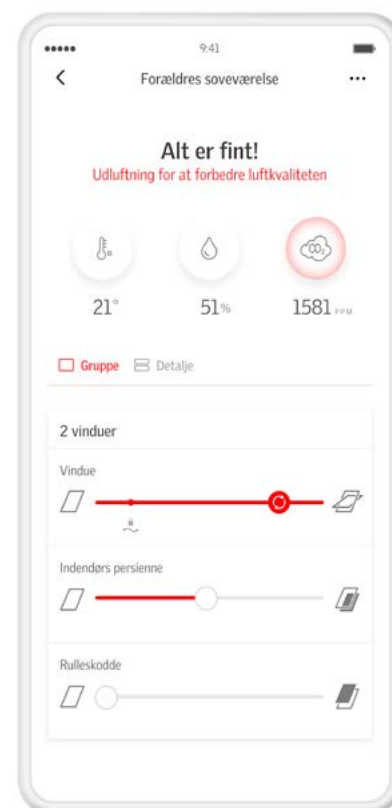 9:41
Forældres soveværelse
Alt er fint!
Udluftning for at forbedre luftkvaliteten
CO₂
21°
51%
1581 PPM
Gruppe
Detalje
2 vinduer
Vindue
Indendørs persienne
Rulleskodde